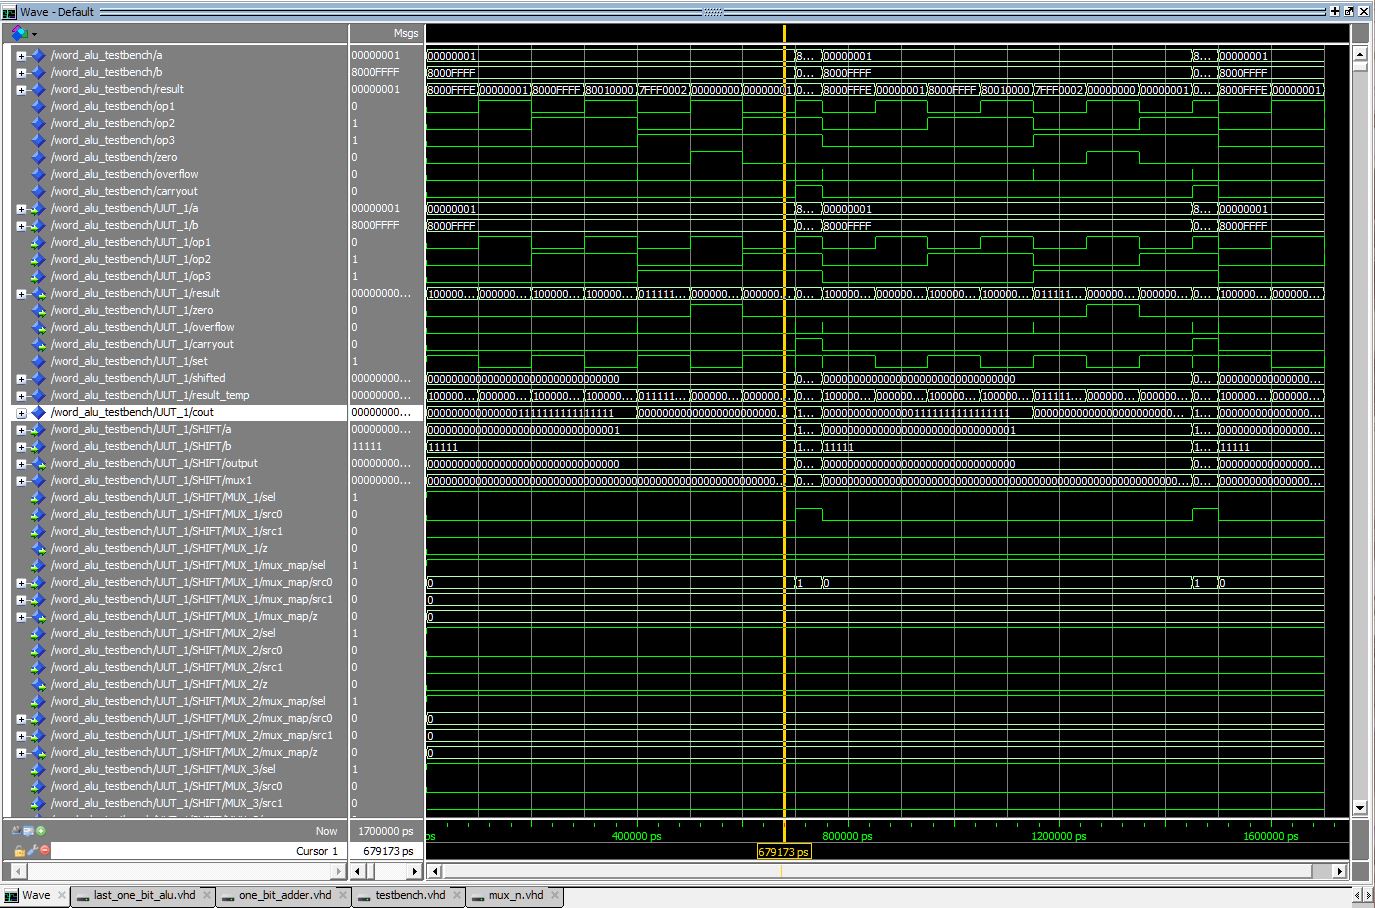 Wave - Default
Msgs
/word_alu_testbench/a 00000001 00000001 8... 00000001 8... 00000001
/word_alu_testbench/b 8000FFFF 8000FFFF 0... 8000FFFF 0... 8000FFFF
/word_alu_testbench/result 00000001 8000FFFE 00000001 8000FFFF 80010000 7FFF0002 00000000 00000001 0... 8000FFFE 00000001 8000FFFF 80010000 7FFF0002 00000000 00000001 0... 8000FFFE 00000001
/word_alu_testbench/op1 0
/word_alu_testbench/op2 1
/word_alu_testbench/op3 1
/word_alu_testbench/zero 0
/word_alu_testbench/overflow 0
/word_alu_testbench/carryout 0
/word_alu_testbench/UUT_1/a 00000001 00000001 8... 00000001 8... 00000001
/word_alu_testbench/UUT_1/b 8000FFFF 8000FFFF 0... 8000FFFF 0... 8000FFFF
/word_alu_testbench/UUT_1/op1 0
/word_alu_testbench/UUT_1/op2 1
/word_alu_testbench/UUT_1/op3 1
/word_alu_testbench/UUT_1/result 00000000... 100000... 000000... 100000... 100000... 011111... 000000... 000000... 0... 100000... 000000... 100000... 100000... 011111... 000000... 000000... 0... 100000... 000000...
/word_alu_testbench/UUT_1/zero 0
/word_alu_testbench/UUT_1/overflow 0
/word_alu_testbench/UUT_1/carryout 0
/word_alu_testbench/UUT_1/set 1
/word_alu_testbench/UUT_1/shifted 00000000... 00000000000000000000000000000000 0... 00000000000000000000000000000000 0... 000000000000000...
/word_alu_testbench/UUT_1/result_temp 00000000... 100000... 000000... 100000... 100000... 011111... 000000... 000000... 0... 100000... 000000... 100000... 100000... 011111... 000000... 000000... 0... 100000... 000000...
/word_alu_testbench/UUT_1/cout 00000000... 00000000000000011111111111111111 1... 00000000000000011111111111111111 1...
/word_alu_testbench/UUT_1/SHIFT/a 00000000... 00000000000000000000000000000001 1... 00000000000000000000000000000001 1... 000000000000000...
/word_alu_testbench/UUT_1/SHIFT/b 11111 11111 1... 11111 1... 11111
/word_alu_testbench/UUT_1/SHIFT/output 00000000... 00000000000000000000000000000000 0... 00000000000000000000000000000000 0... 000000000000000...
/word_alu_testbench/UUT_1/SHIFT/mux1 00000000... 0... 0... 000000000000000...
/word_alu_testbench/UUT_1/SHIFT/MUX_1/sel 1
/word_alu_testbench/UUT_1/SHIFT/MUX_1/src0 0
/word_alu_testbench/UUT_1/SHIFT/MUX_1/src1 0
/word_alu_testbench/UUT_1/SHIFT/MUX_1/z 0
/word_alu_testbench/UUT_1/SHIFT/MUX_1/mux_map/sel 1
/word_alu_testbench/UUT_1/SHIFT/MUX_1/mux_map/src0 0 0 1 0 1 0
/word_alu_testbench/UUT_1/SHIFT/MUX_1/mux_map/src1 0 0
/word_alu_testbench/UUT_1/SHIFT/MUX_1/mux_map/z 0 0
/word_alu_testbench/UUT_1/SHIFT/MUX_2/sel 1
/word_alu_testbench/UUT_1/SHIFT/MUX_2/src0 0
/word_alu_testbench/UUT_1/SHIFT/MUX_2/src1 0
/word_alu_testbench/UUT_1/SHIFT/MUX_2/z 0
/word_alu_testbench/UUT_1/SHIFT/MUX_2/mux_map/sel 1
/word_alu_testbench/UUT_1/SHIFT/MUX_2/mux_map/src0 0 0
/word_alu_testbench/UUT_1/SHIFT/MUX_2/mux_map/src1 0 0
/word_alu_testbench/UUT_1/SHIFT/MUX_2/mux_map/z 0 0
/word_alu_testbench/UUT_1/SHIFT/MUX_3/sel 1
/word_alu_testbench/UUT_1/SHIFT/MUX_3/src0 0
/word_alu_testbench/UUT_1/SHIFT/MUX_3/src1 0
Now 1700000 ps ps 400000 ps 800000 ps 1200000 ps 1600000 ps
Cursor 1 679173 ps 679173 ps
Wave last_one_bit_alu.vhd one_bit_adder.vhd testbench.vhd mux_n.vhd